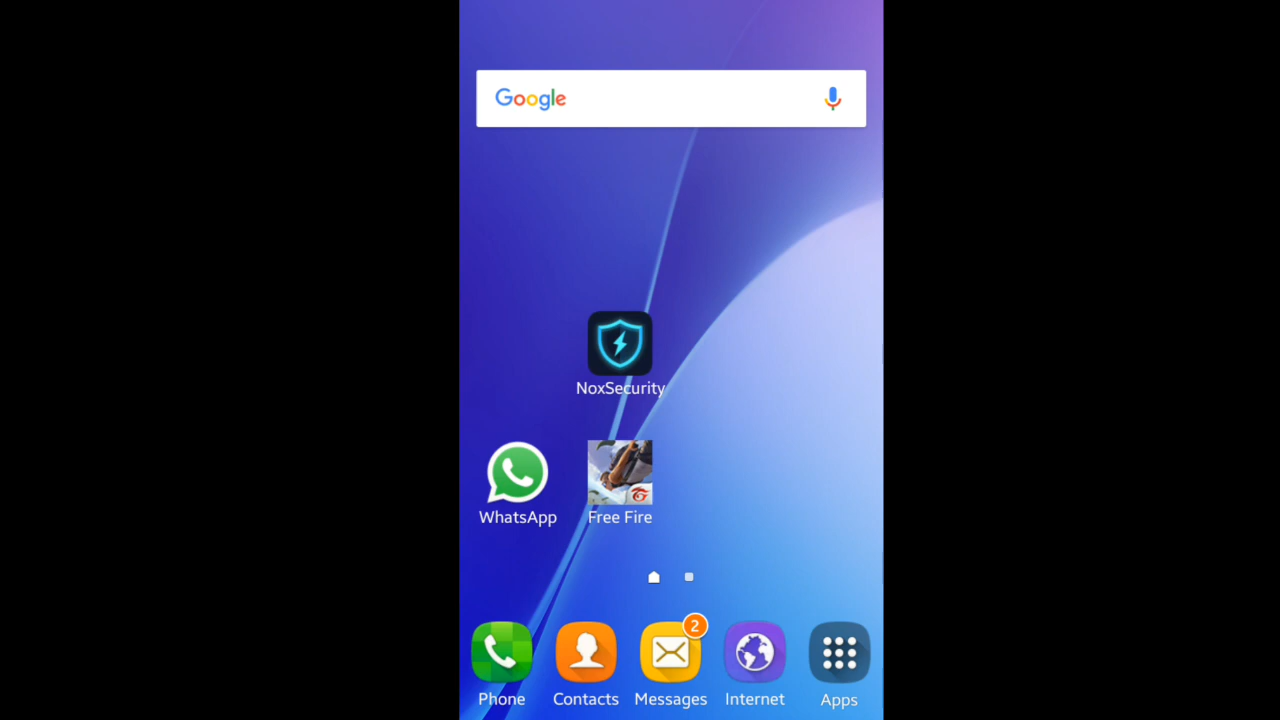 Google
NoxSecurity
WhatsApp
Free Fire
2
Phone
Contacts
Messages
Internet
Apps